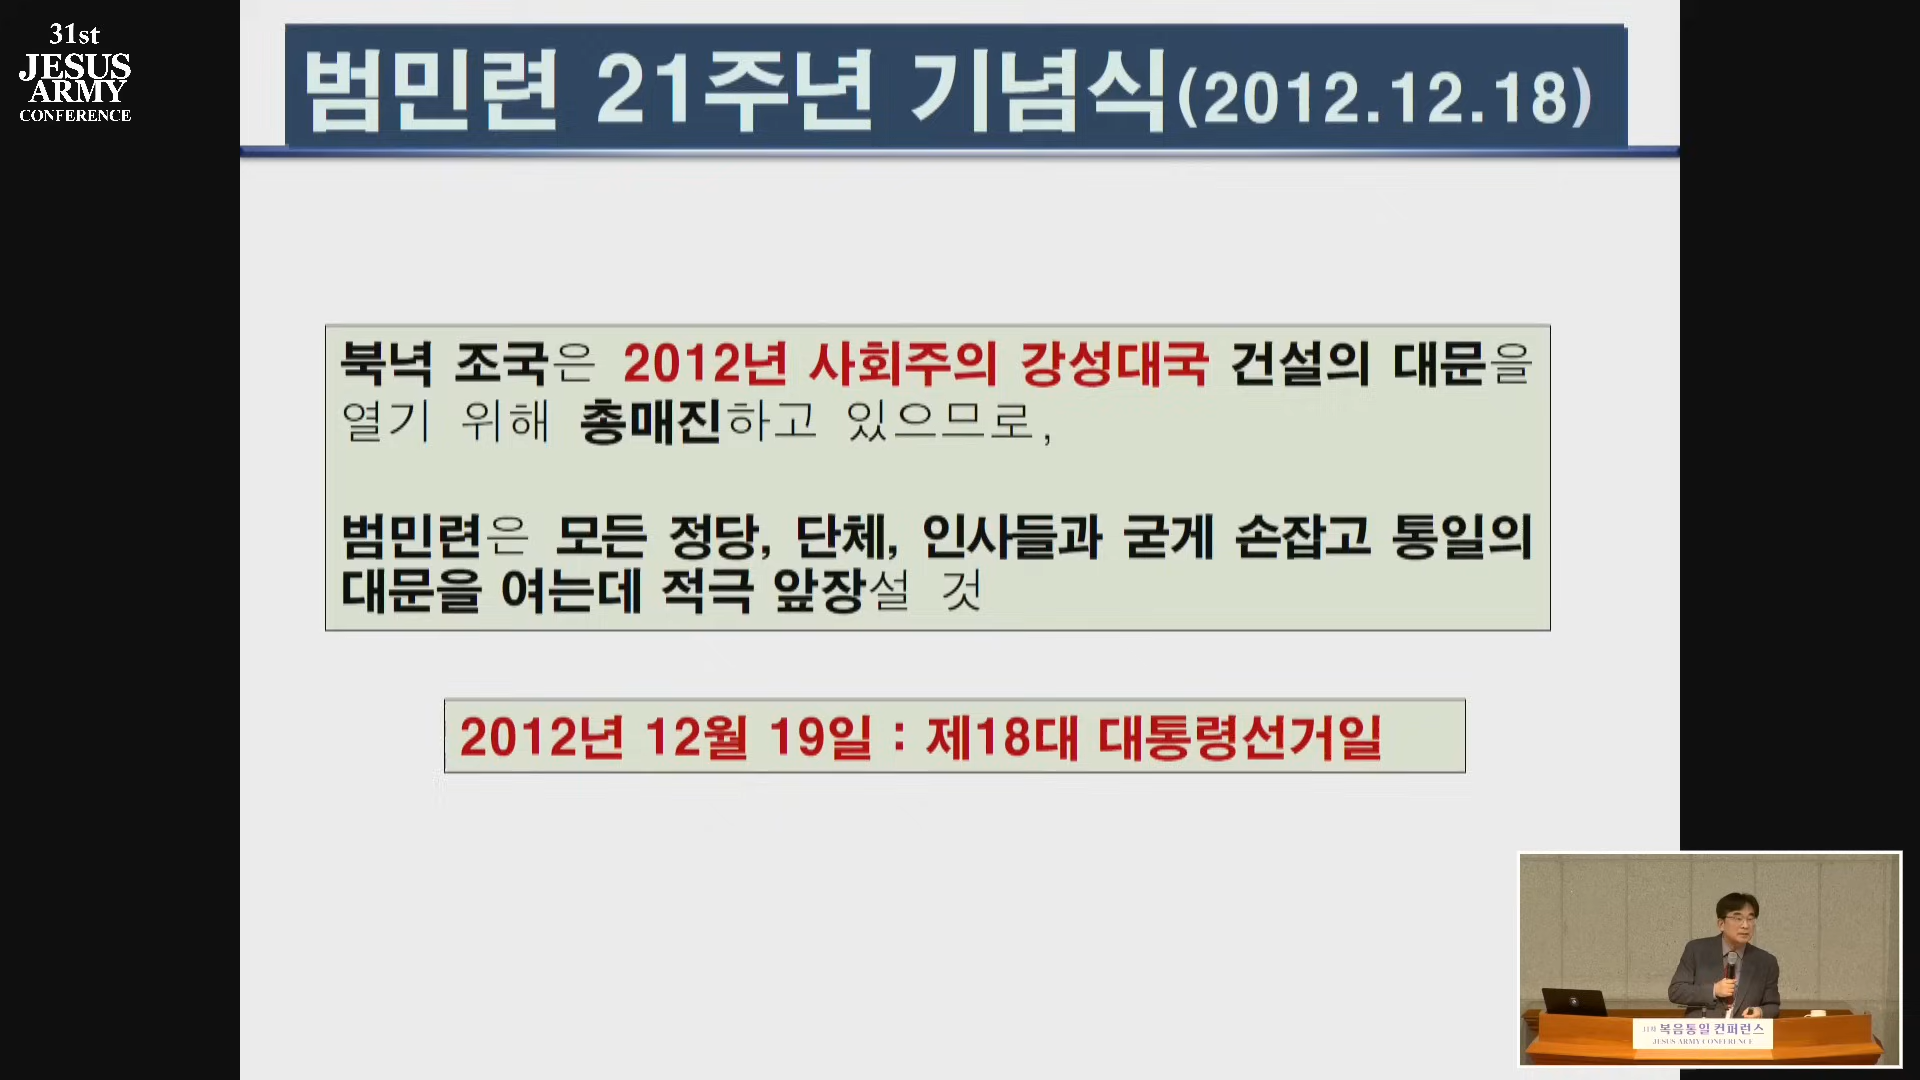 31st
JESUS
ARMY
CONFERENCE
범민련 21주년 기념식(2012.12.18)
북녘 조국은 2012년 사회주의 강성대국 건설의 대문을
열기 위해 총매진하고 있으므로,
범민련은 모든 정당, 단체, 인사들과 굳게 손잡고 통일의
대문을 여는데 적극 앞장설 것
2012년 12월 19일 : 제18대 대통령선거일
복음통일 컨퍼런스
JESUS ARMY CONFERENCE